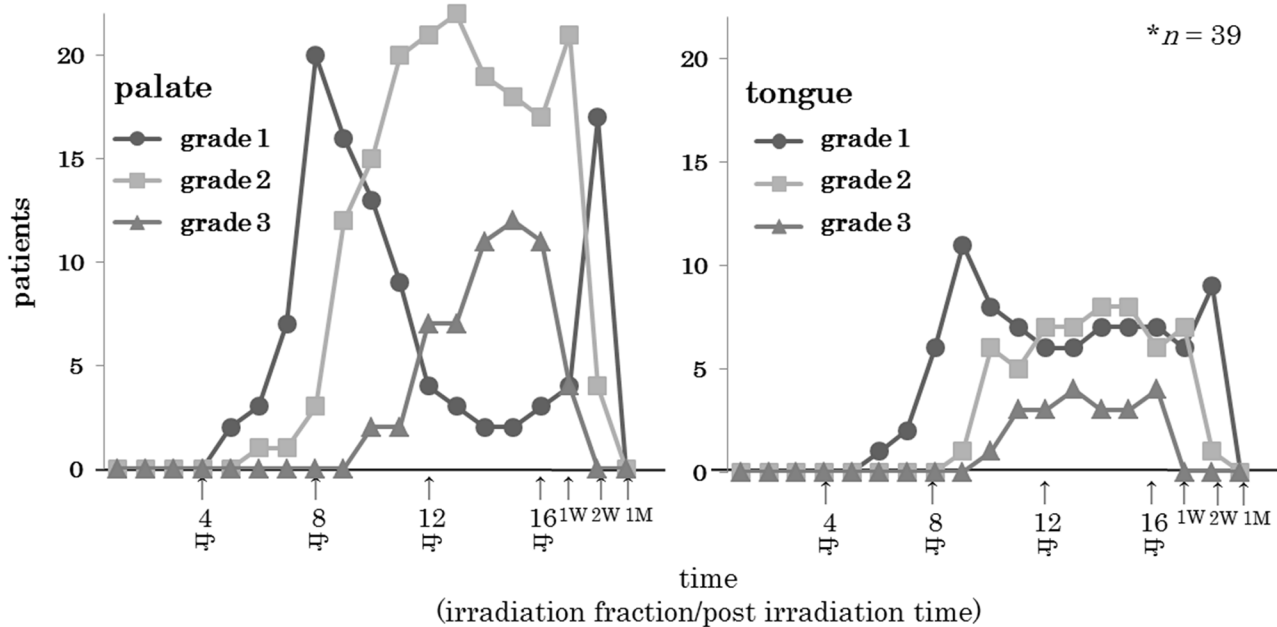 palate
grade 1
grade 2
grade 3
20
15
10
5
0
patients
4 fr.
8 fr.
12 fr.
16 fr.
1W
2W
1M
*n = 39
tongue
grade 1
grade 2
grade 3
20
15
10
5
0
4 fr.
8 fr.
12 fr.
16 fr.
1W
2W
1M
time
(irradiation fraction/post irradiation time)